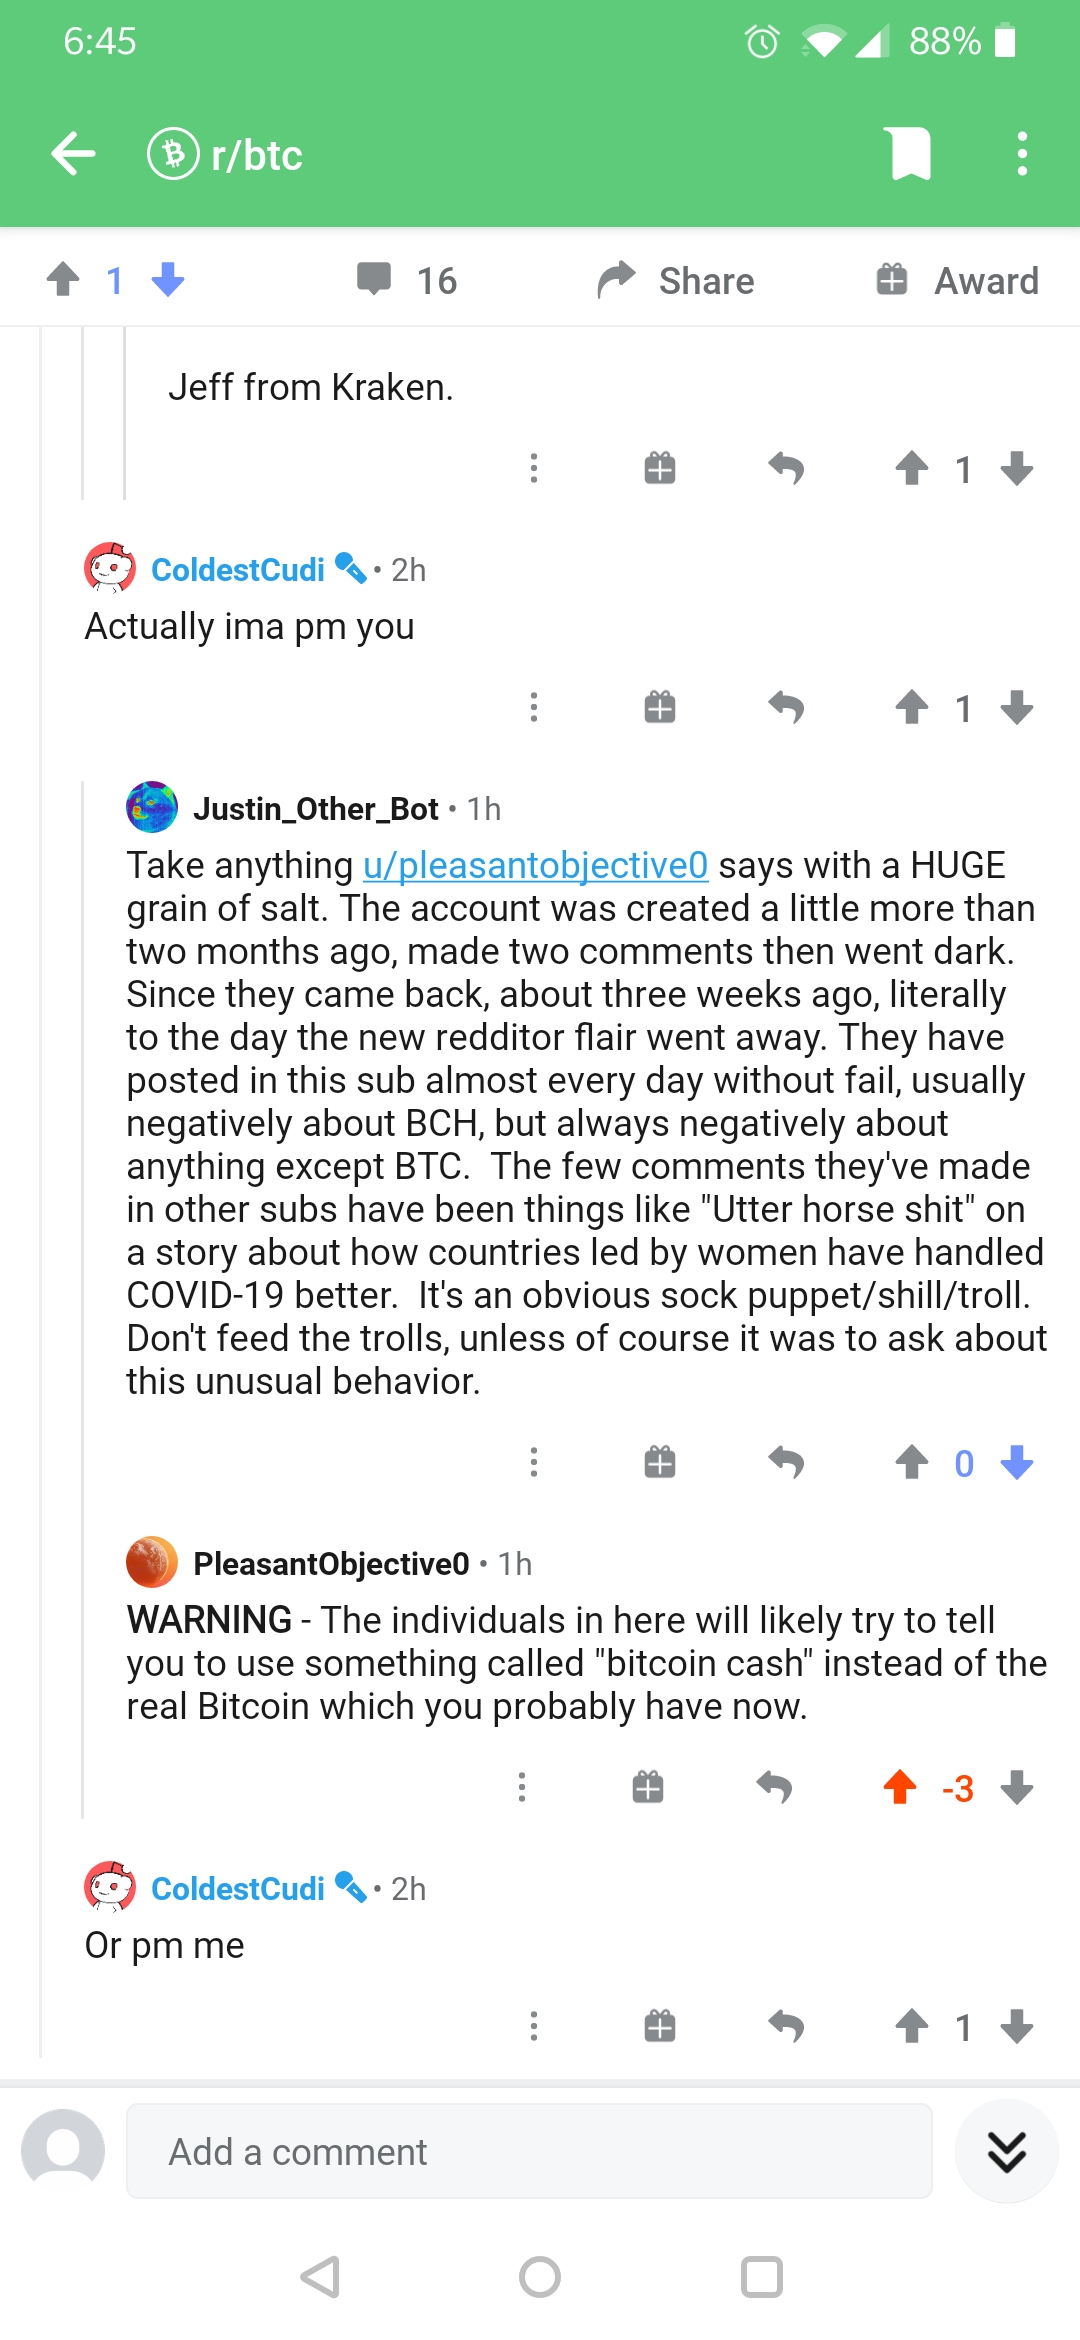 6:45
88%
r/btc
1
16
Share
Award
Jeff from Kraken.
1
ColdestCudi • 2h
Actually ima pm you
1
Justin_Other_Bot • 1h
Take anything u/pleasantobjective0 says with a HUGE
grain of salt. The account was created a little more than
two months ago, made two comments then went dark.
Since they came back, about three weeks ago, literally
to the day the new redditor flair went away. They have
posted in this sub almost every day without fail, usually
negatively about BCH, but always negatively about
anything except BTC.  The few comments they've made
in other subs have been things like "Utter horse shit" on
a story about how countries led by women have handled
COVID-19 better.  It's an obvious sock puppet/shill/troll.
Don't feed the trolls, unless of course it was to ask about
this unusual behavior.
0
PleasantObjective0 • 1h
WARNING - The individuals in here will likely try to tell
you to use something called "bitcoin cash" instead of the
real Bitcoin which you probably have now.
-3
ColdestCudi • 2h
Or pm me
1
Add a comment